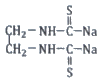 S
CH₂ — NH-C-Na
CH₂ — NH-C-Na
S